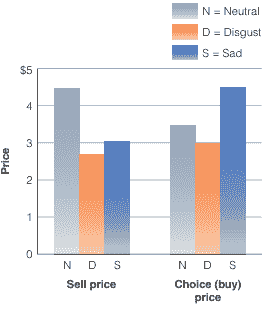 N = Neutral
D = Disgust
S = Sad
$5
4
3
2
1
0
Price
N D S N D S
Sell price Choice (buy)
price